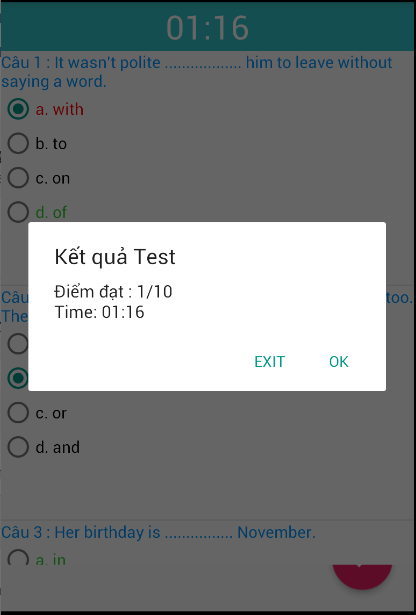 01:16
Câu 1 : It wasn't polite .................. him to leave without
saying a word.
a. with
b. to
c. on
d. of
Kết quả Test
Điểm đạt : 1/10
Time: 01:16
EXIT
OK
Câu
too.
The
c. or
d. and
Câu 3 : Her birthday is ................ November.
a. in